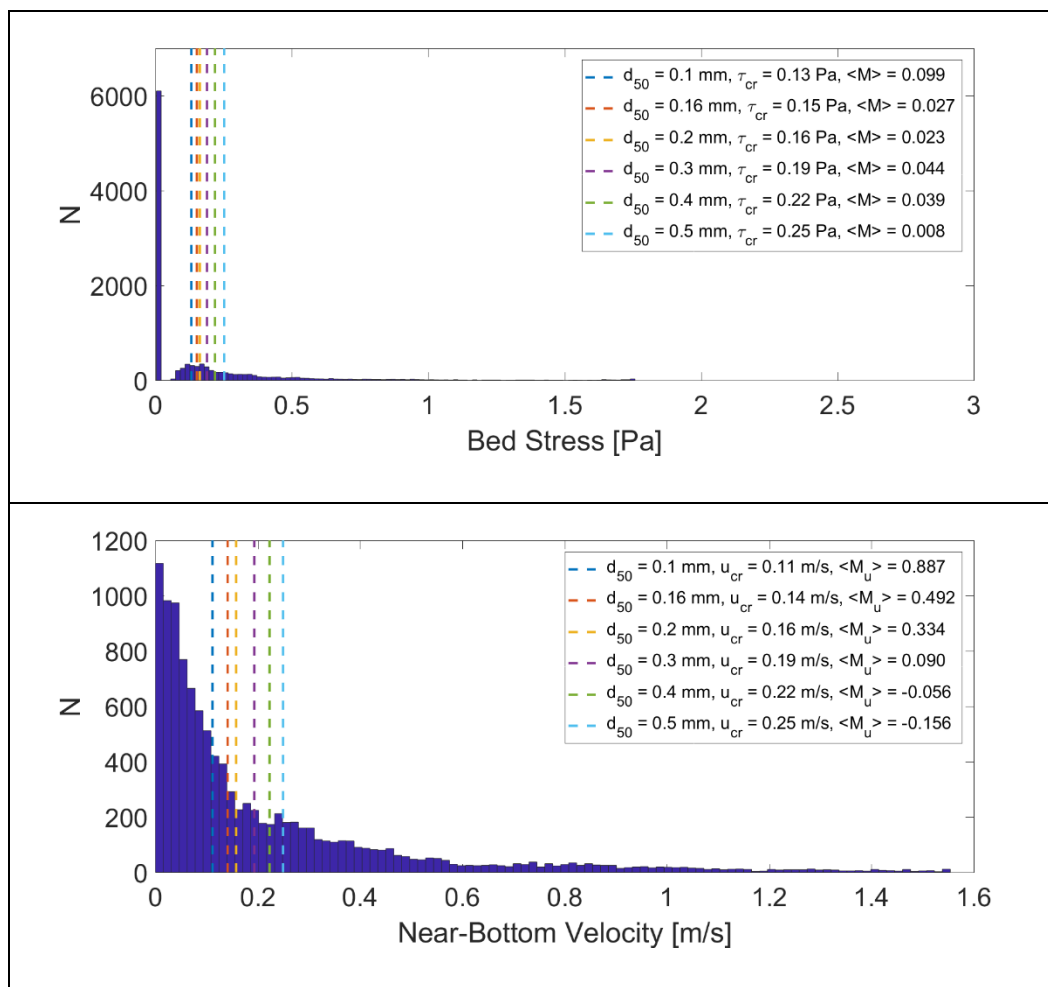 6000
4000
2000
0
N
0
0.5
1
1.5
2
2.5
3
Bed Stress [Pa]
d50 = 0.1 mm, τcr = 0.13 Pa, <M> = 0.099
d50 = 0.16 mm, τcr = 0.15 Pa, <M> = 0.027
d50 = 0.2 mm, τcr = 0.16 Pa, <M> = 0.023
d50 = 0.3 mm, τcr = 0.19 Pa, <M> = 0.044
d50 = 0.4 mm, τcr = 0.22 Pa, <M> = 0.039
d50 = 0.5 mm, τcr = 0.25 Pa, <M> = 0.008
1200
1000
800
600
400
200
0
N
0
0.2
0.4
0.6
0.8
1.0
1.2
1.4
1.6
Near-Bottom Velocity [m/s]
d50 = 0.1 mm, ucr = 0.11 m/s, <Mu> = 0.887
d50 = 0.16 mm, ucr = 0.14 m/s, <Mu> = 0.492
d50 = 0.2 mm, ucr = 0.16 m/s, <Mu> = 0.334
d50 = 0.3 mm, ucr = 0.19 m/s, <Mu> = 0.090
d50 = 0.4 mm, ucr = 0.22 m/s, <Mu> = -0.056
d50 = 0.5 mm, ucr = 0.25 m/s, <Mu> = -0.156